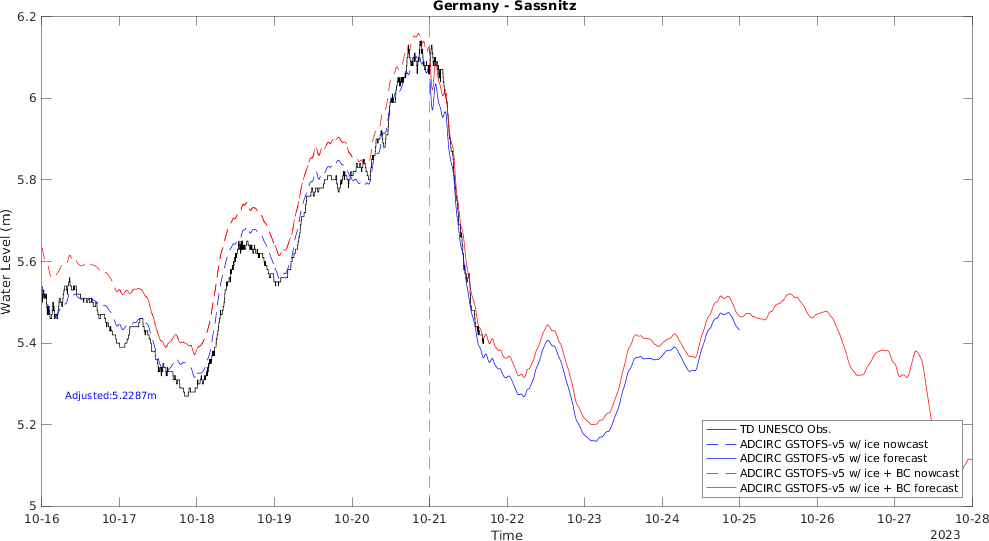 Germany - Sassnitz
6.2
6
5.8
5.6
5.4
5.2
5
Water Level (m)
Adjusted:5.2287m
TD UNESCO Obs.
ADCIRC GSTOFS-v5 w/ ice nowcast
ADCIRC GSTOFS-v5 w/ ice forecast
ADCIRC GSTOFS-v5 w/ ice + BC nowcast
ADCIRC GSTOFS-v5 w/ ice + BC forecast
10-16 10-17 10-18 10-19 10-20 10-21 10-22 10-23 10-24 10-25 10-26 10-27 10-28
Time
2023